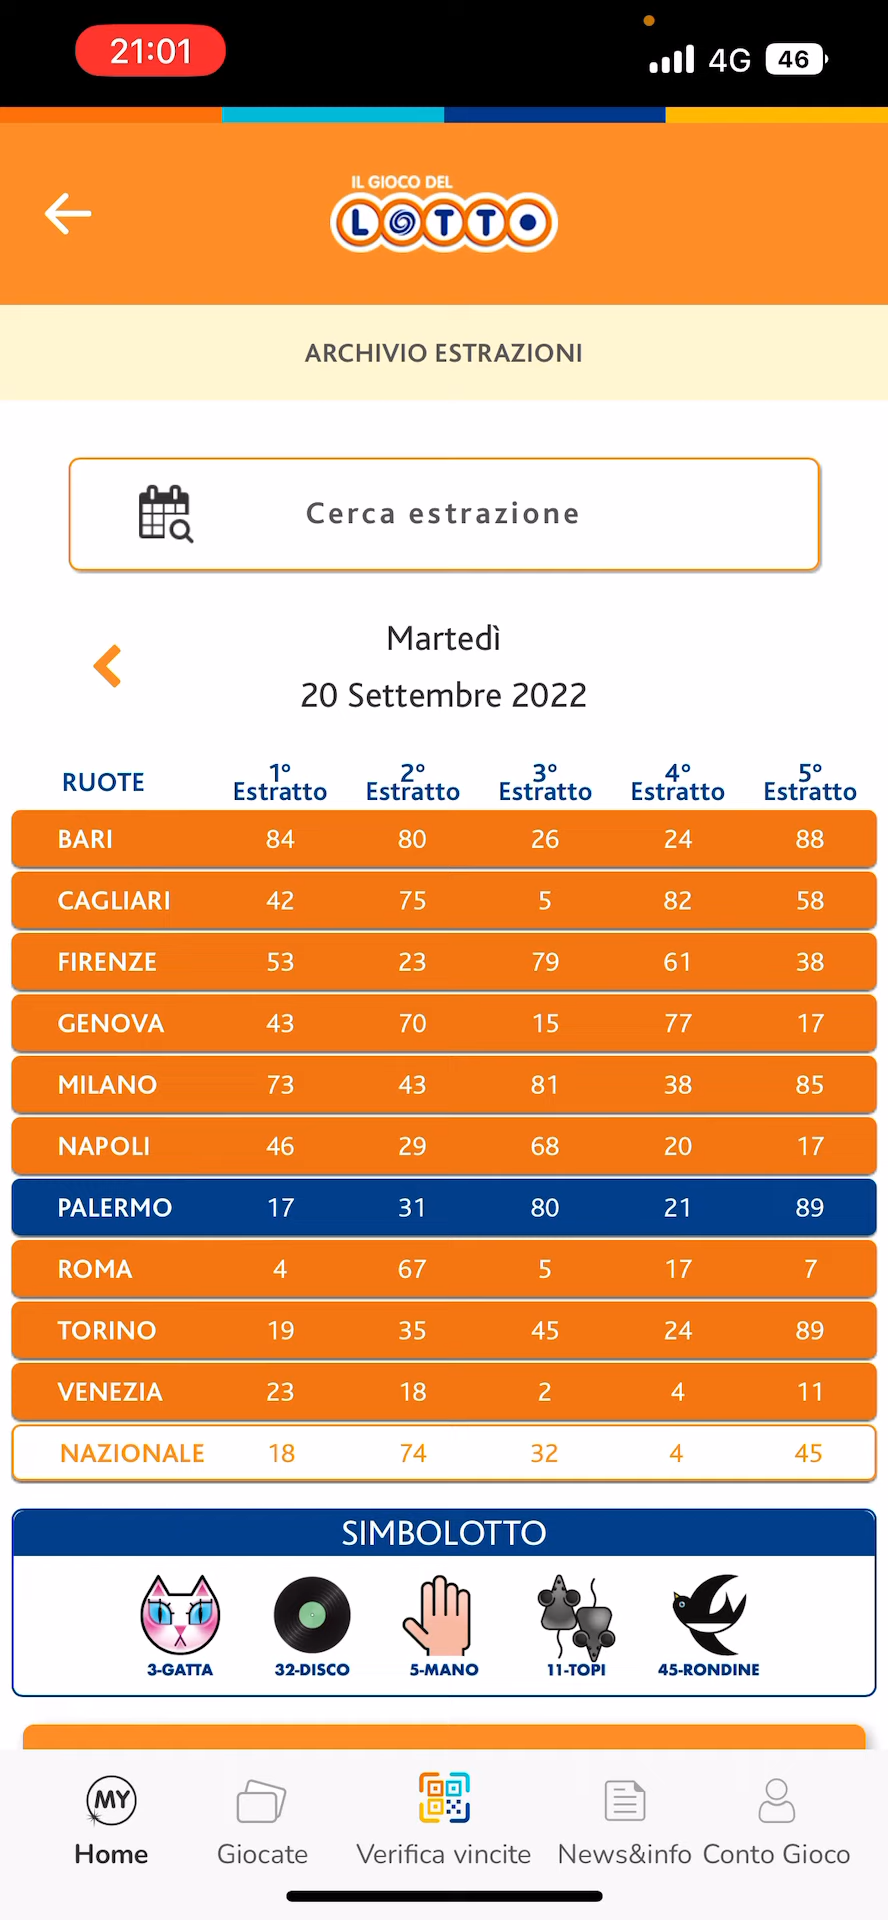 21:01
4G 46
IL GIOCO DEL
LOTTO
ARCHIVIO ESTRAZIONI
Cerca estrazione
Martedì
20 Settembre 2022
RUOTE 1° Estratto 2° Estratto 3° Estratto 4° Estratto 5° Estratto
BARI 84 80 26 24 88
CAGLIARI 42 75 5 82 58
FIRENZE 53 23 79 61 38
GENOVA 43 70 15 77 17
MILANO 73 43 81 38 85
NAPOLI 46 29 68 20 17
PALERMO 17 31 80 21 89
ROMA 4 67 5 17 7
TORINO 19 35 45 24 89
VENEZIA 23 18 2 4 11
NAZIONALE 18 74 32 4 45
SIMBOLOTTO
3-GATTA 32-DISCO 5-MANO 11-TOPI 45-RONDINE
MY
Home Giocate Verifica vincite News&info Conto Gioco